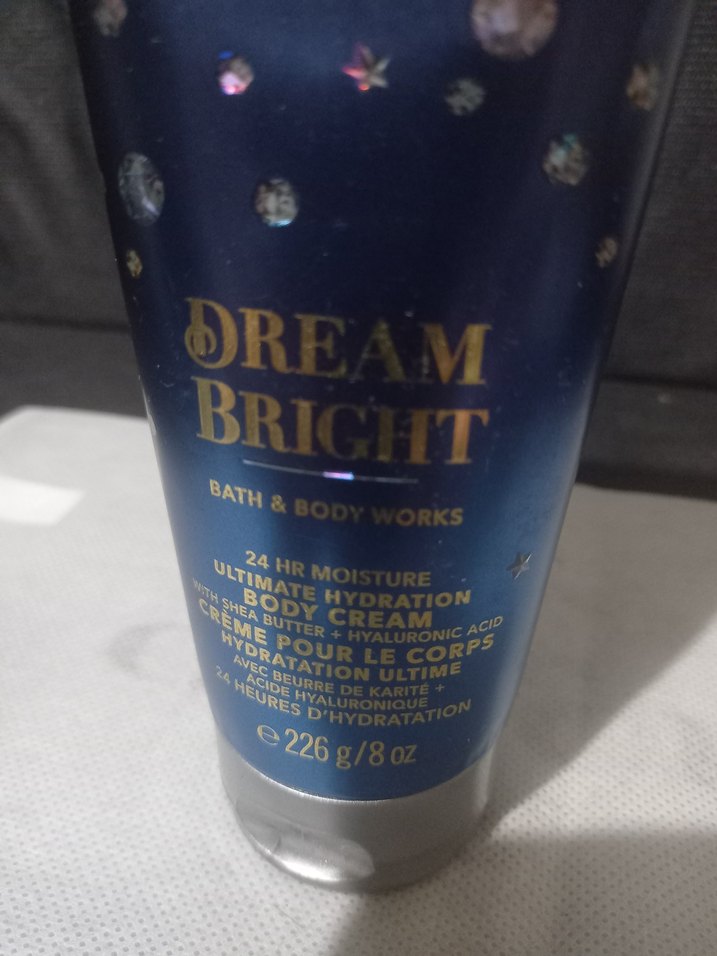 DREAM
BRIGHT
BATH & BODY WORKS
24 HR MOISTURE
ULTIMATE HYDRATION
BODY CREAM
WITH SHEA BUTTER + HYALURONIC ACID
CRÈME POUR LE CORPS
HYDRATATION ULTIME
AVEC BEURRE DE KARITÉ +
ACIDE HYALURONIQUE
24 HEURES D'HYDRATATION
℮ 226 g/8 oz